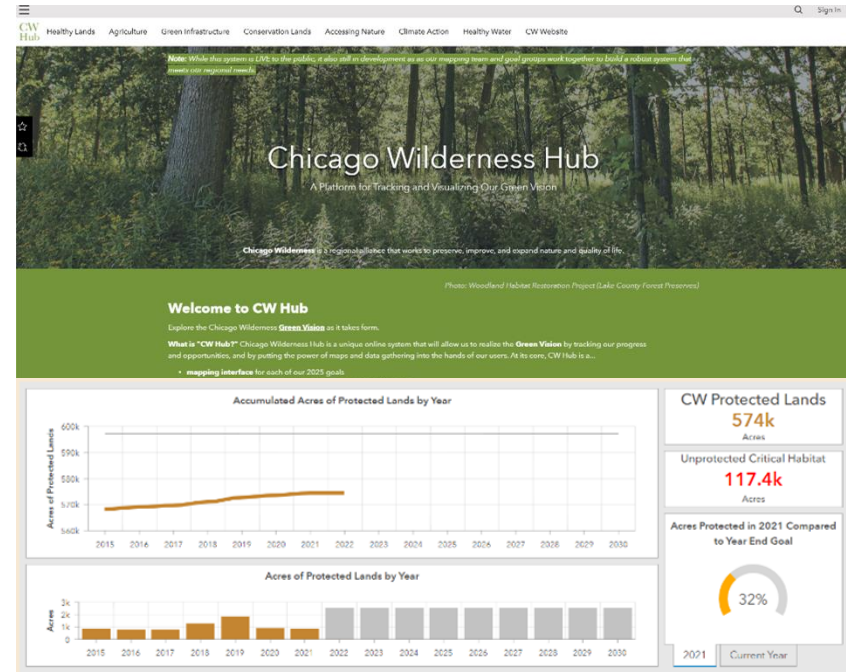 Sign In
CW
Hub
Healthy Lands Agriculture Green Infrastructure Conservation Lands Accessing Nature Climate Action Healthy Water CW Website
Note: While this system is LIVE to the public, it also still in development as as our mapping team and goal groups work together to build a robust system that
meets our regional needs.
Chicago Wilderness Hub
A Platform for Tracking and Visualizing Our Green Vision
Chicago Wilderness is a regional alliance that works to preserve, improve, and expand nature and quality of life.
Photo: Woodland Habitat Restoration Project (Lake County Forest Preserves)
Welcome to CW Hub
Explore the Chicago Wilderness Green Vision as it takes form.
What is "CW Hub?" Chicago Wilderness Hub is a unique online system that will allow us to realize the Green Vision by tracking our progress
and opportunities, and by putting the power of maps and data gathering into the hands of our users. At its core, CW Hub is a...
• mapping interface for each of our 2025 goals
Accumulated Acres of Protected Lands by Year
Acres of Protected Lands
600k
590k
580k
570k
560k
2015 2016 2017 2018 2019 2020 2021 2022 2023 2024 2025 2026 2027 2028 2029 2030
CW Protected Lands
574k
Acres
Unprotected Critical Habitat
117.4k
Acres
Acres of Protected Lands by Year
Acres
3k
2k
1k
0
2015 2016 2017 2018 2019 2020 2021 2022 2023 2024 2025 2026 2027 2028 2029 2030
Acres Protected in 2021 Compared
to Year End Goal
32%
2021 Current Year